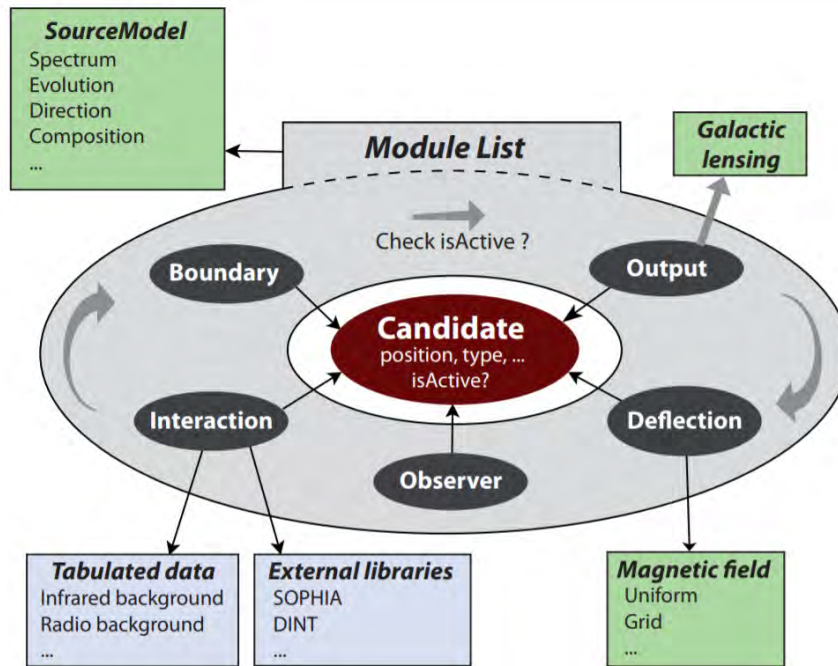 SourceModel
Spectrum
Evolution
Direction
Composition
...
Module List
Galactic
lensing
Check isActive ?
Boundary
Output
Candidate
position, type, ...
isActive?
Interaction
Deflection
Observer
Tabulated data
Infrared background
Radio background
...
External libraries
SOPHIA
DINT
...
Magnetic field
Uniform
Grid
...